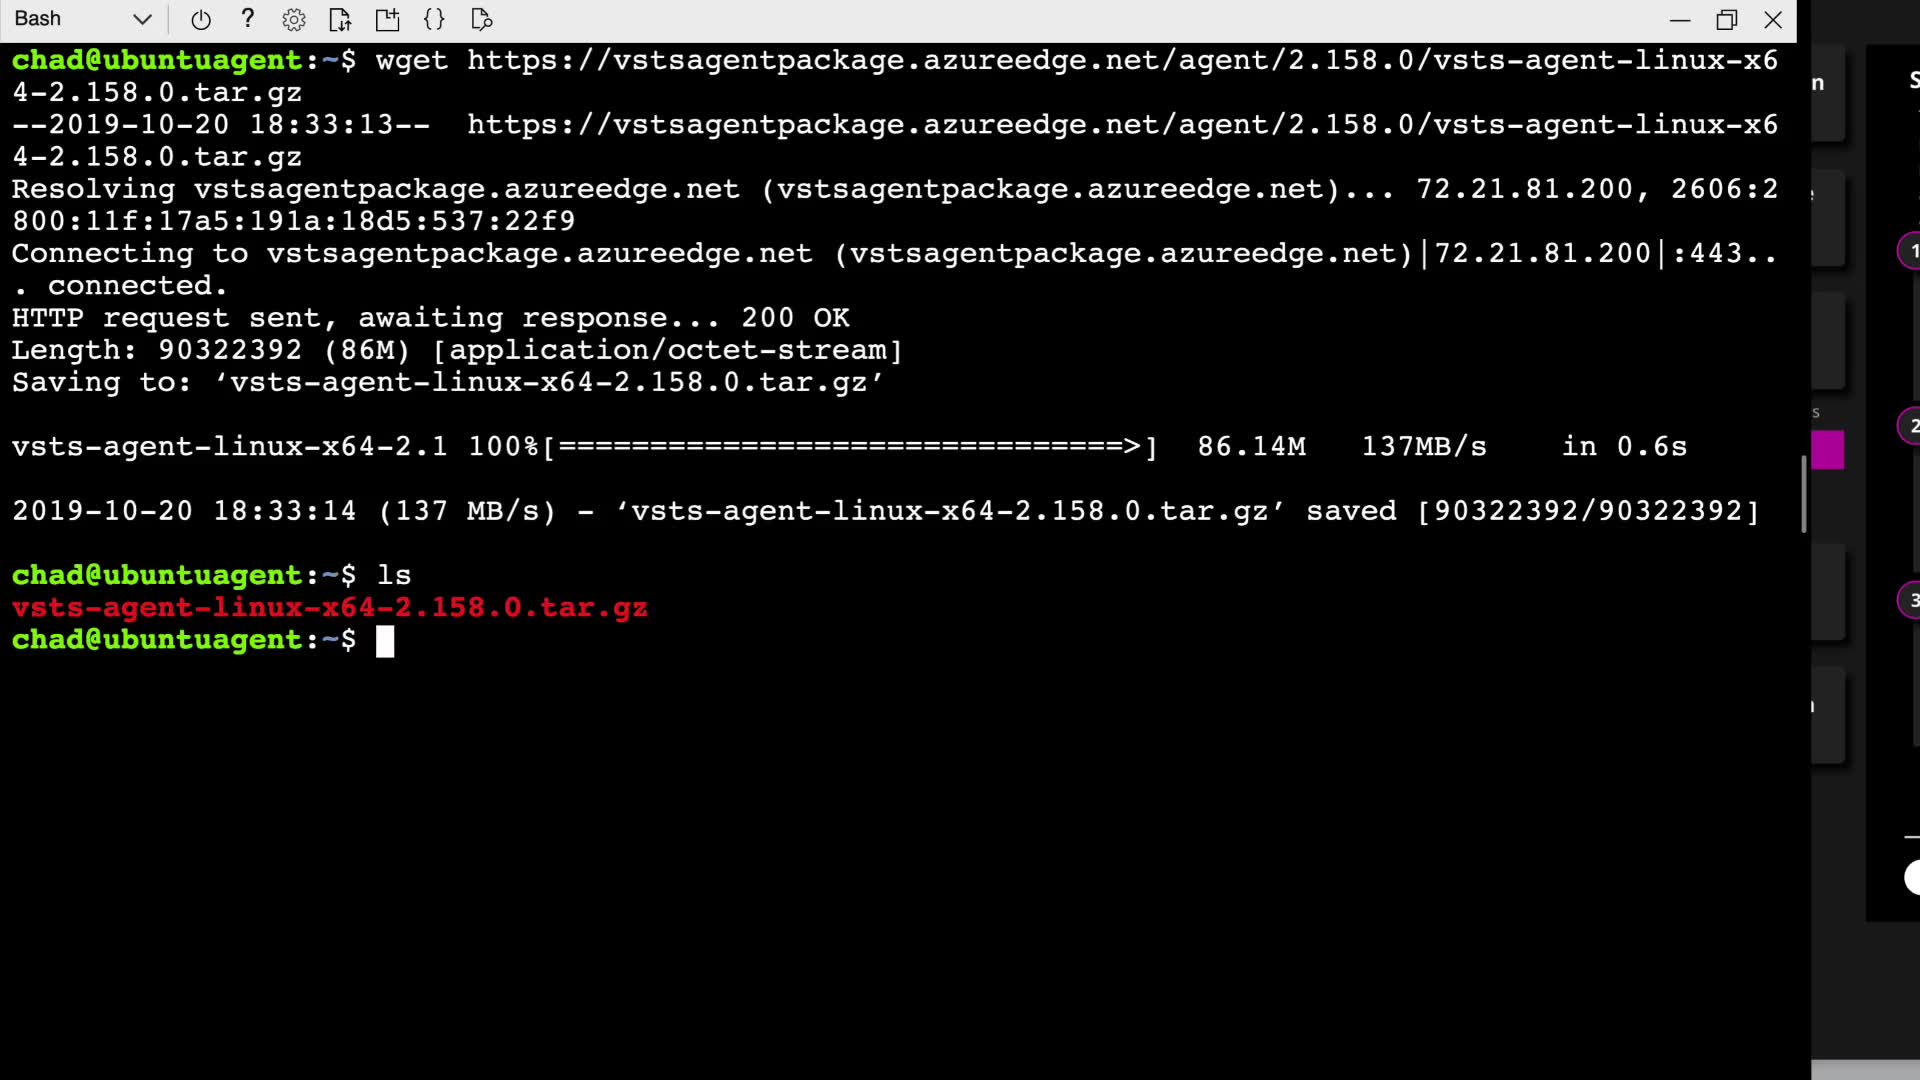 Bash
chad@ubuntuagent:~$ wget https://vstsagentpackage.azureedge.net/agent/2.158.0/vsts-agent-linux-x6
4-2.158.0.tar.gz
--2019-10-20 18:33:13--  https://vstsagentpackage.azureedge.net/agent/2.158.0/vsts-agent-linux-x6
4-2.158.0.tar.gz
Resolving vstsagentpackage.azureedge.net (vstsagentpackage.azureedge.net)... 72.21.81.200, 2606:2
800:11f:17a5:191a:18d5:537:22f9
Connecting to vstsagentpackage.azureedge.net (vstsagentpackage.azureedge.net)|72.21.81.200|:443..
. connected.
HTTP request sent, awaiting response... 200 OK
Length: 90322392 (86M) [application/octet-stream]
Saving to: ‘vsts-agent-linux-x64-2.158.0.tar.gz’
vsts-agent-linux-x64-2.1 100%[===============================>]  86.14M   137MB/s    in 0.6s
2019-10-20 18:33:14 (137 MB/s) - ‘vsts-agent-linux-x64-2.158.0.tar.gz’ saved [90322392/90322392]
chad@ubuntuagent:~$ ls
vsts-agent-linux-x64-2.158.0.tar.gz
chad@ubuntuagent:~$
n
S
1
s
2
3